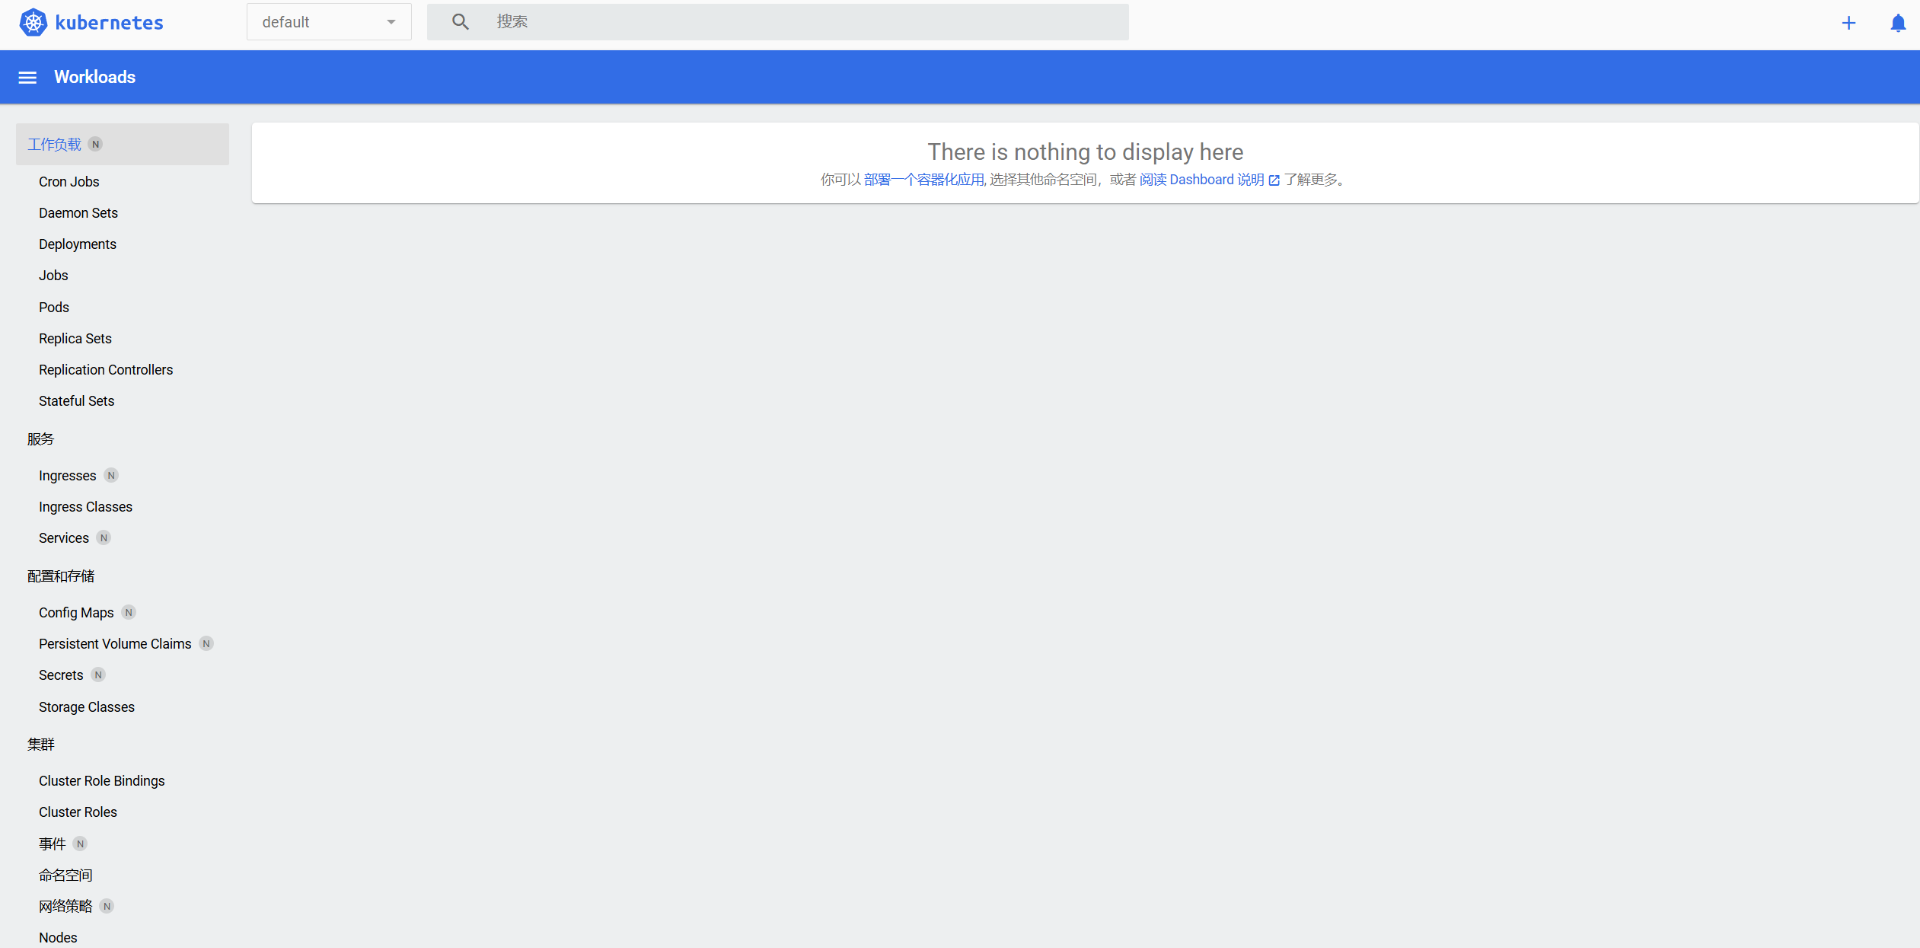 kubernetes
default
搜索
Workloads
工作负载 N
Cron Jobs
Daemon Sets
Deployments
Jobs
Pods
Replica Sets
Replication Controllers
Stateful Sets
服务
Ingresses N
Ingress Classes
Services N
配置和存储
Config Maps N
Persistent Volume Claims N
Secrets N
Storage Classes
集群
Cluster Role Bindings
Cluster Roles
事件 N
命名空间
网络策略 N
Nodes
There is nothing to display here
你可以 部署一个容器化应用, 选择其他命名空间，或者 阅读 Dashboard 说明 了解更多。